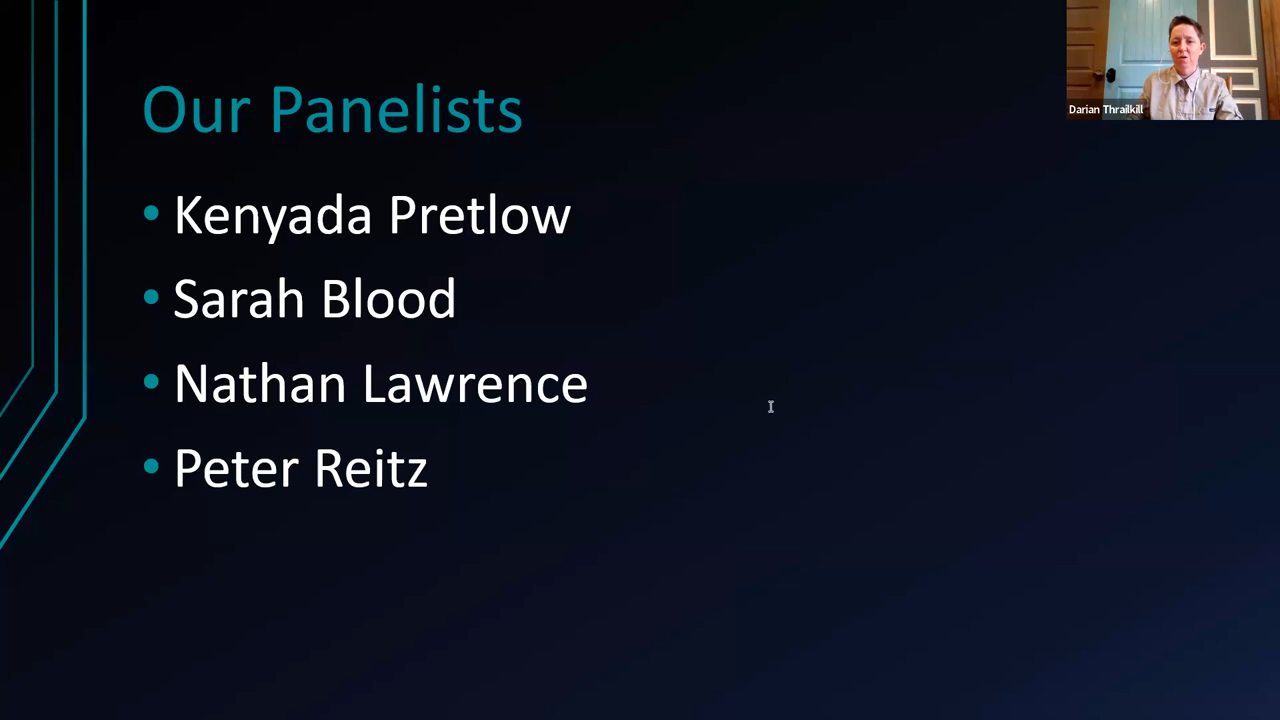 Our Panelists
Darian Thrailkill
• Kenyada Pretlow
• Sarah Blood
• Nathan Lawrence
• Peter Reitz